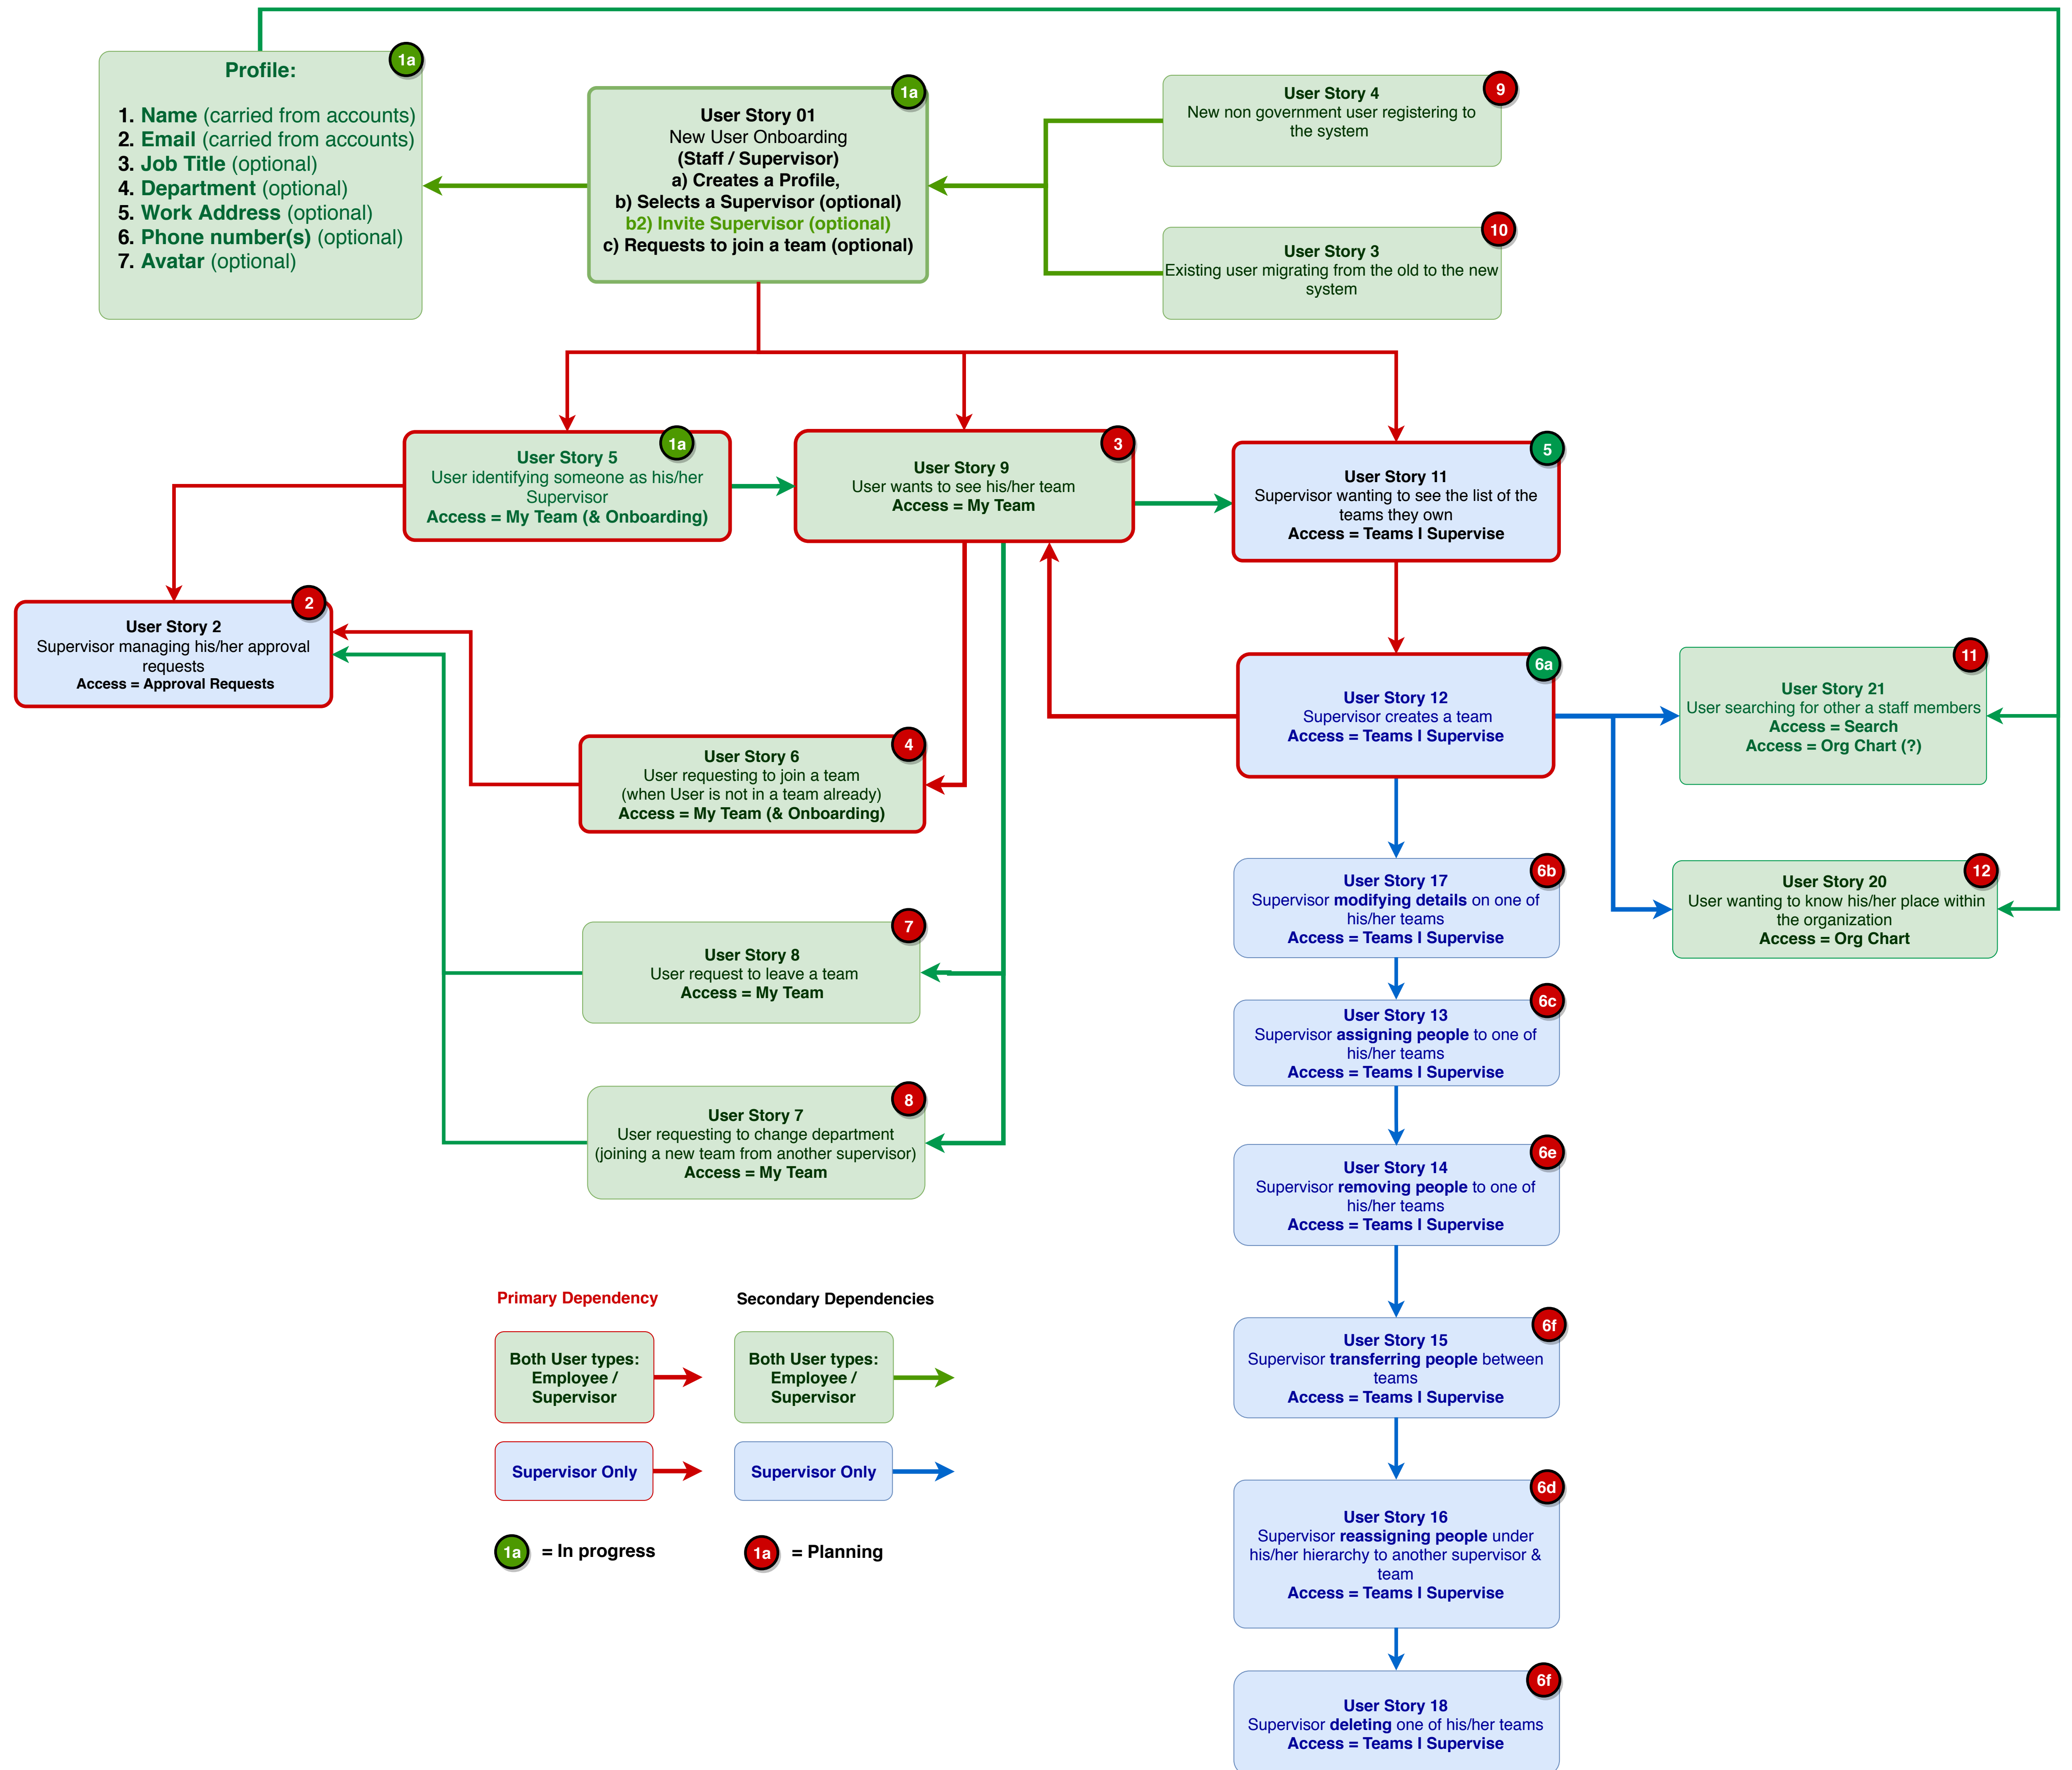 1a
Profile:
1. Name (carried from accounts)
2. Email (carried from accounts)
3. Job Title (optional)
4. Department (optional)
5. Work Address (optional)
6. Phone number(s) (optional)
7. Avatar (optional)
1a
User Story 01
New User Onboarding
(Staff / Supervisor)
a) Creates a Profile,
b) Selects a Supervisor (optional)
b2) Invite Supervisor (optional)
c) Requests to join a team (optional)
9
User Story 4
New non government user registering to
the system
10
User Story 3
Existing user migrating from the old to the new
system
1a
User Story 5
User identifying someone as his/her
Supervisor
Access = My Team (& Onboarding)
3
User Story 9
User wants to see his/her team
Access = My Team
5
User Story 11
Supervisor wanting to see the list of the
teams they own
Access = Teams I Supervise
2
User Story 2
Supervisor managing his/her approval
requests
Access = Approval Requests
6a
User Story 12
Supervisor creates a team
Access = Teams I Supervise
11
User Story 21
User searching for other a staff members
Access = Search
Access = Org Chart (?)
4
User Story 6
User requesting to join a team
(when User is not in a team already)
Access = My Team (& Onboarding)
6b
User Story 17
Supervisor modifying details on one of
his/her teams
Access = Teams I Supervise
12
User Story 20
User wanting to know his/her place within
the organization
Access = Org Chart
7
User Story 8
User request to leave a team
Access = My Team
6c
User Story 13
Supervisor assigning people to one of
his/her teams
Access = Teams I Supervise
8
User Story 7
User requesting to change department
(joining a new team from another supervisor)
Access = My Team
6e
User Story 14
Supervisor removing people to one of
his/her teams
Access = Teams I Supervise
6f
User Story 15
Supervisor transferring people between
teams
Access = Teams I Supervise
6d
User Story 16
Supervisor reassigning people under
his/her hierarchy to another supervisor &
team
Access = Teams I Supervise
6f
User Story 18
Supervisor deleting one of his/her teams
Access = Teams I Supervise
Primary Dependency
Both User types:
Employee /
Supervisor
Supervisor Only
1a = In progress
Secondary Dependencies
Both User types:
Employee /
Supervisor
Supervisor Only
1a = Planning